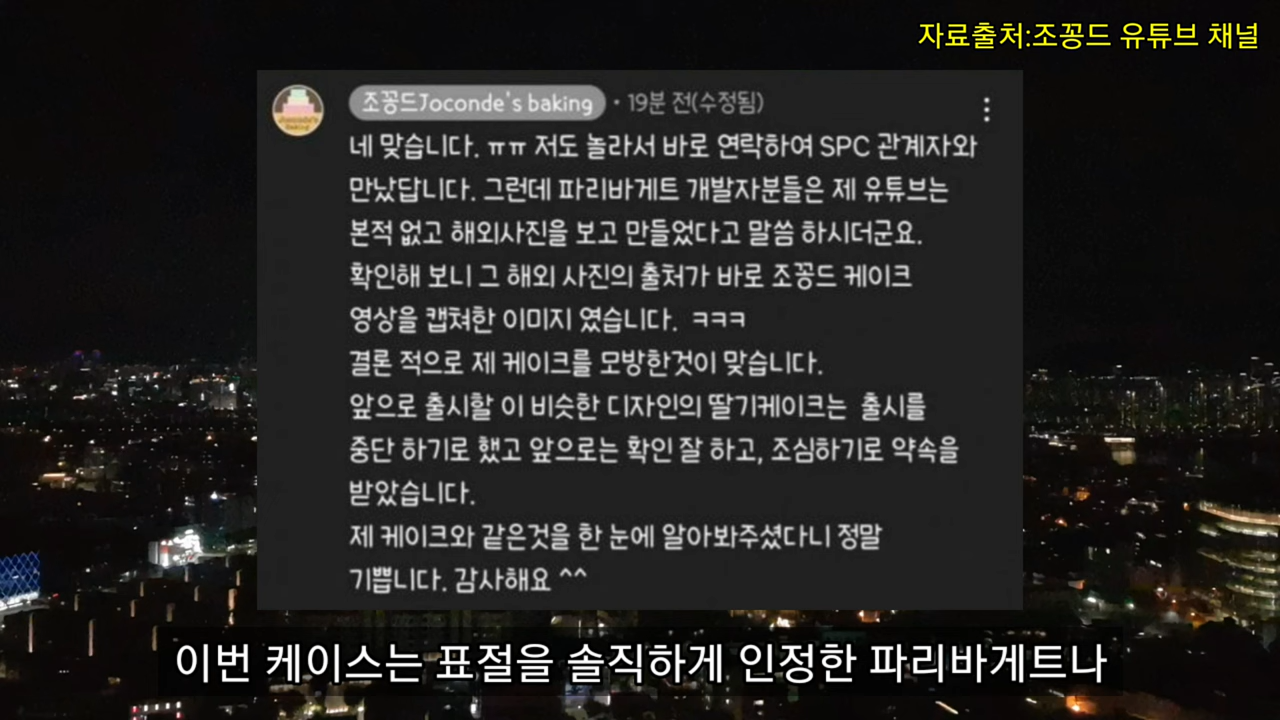 자료출처:조꽁드 유튜브 채널
조꽁드Joconde's baking · 19분 전(수정됨)
네 맞습니다. ㅠㅠ 저도 놀라서 바로 연락하여 SPC 관계자와
만났답니다. 그런데 파리바게트 개발자분들은 제 유튜브는
본적 없고 해외사진을 보고 만들었다고 말씀 하시더군요.
확인해 보니 그 해외 사진의 출처가 바로 조꽁드 케이크
영상을 캡쳐한 이미지 였습니다. ㅋㅋㅋ
결론 적으로 제 케이크를 모방한것이 맞습니다.
앞으로 출시할 이 비슷한 디자인의 딸기케이크는 출시를
중단 하기로 했고 앞으로는 확인 잘 하고, 조심하기로 약속을
받았습니다.
제 케이크와 같은것을 한 눈에 알아봐주셨다니 정말
기쁩니다. 감사해요 ^^
이번 케이스는 표절을 솔직하게 인정한 파리바게트나